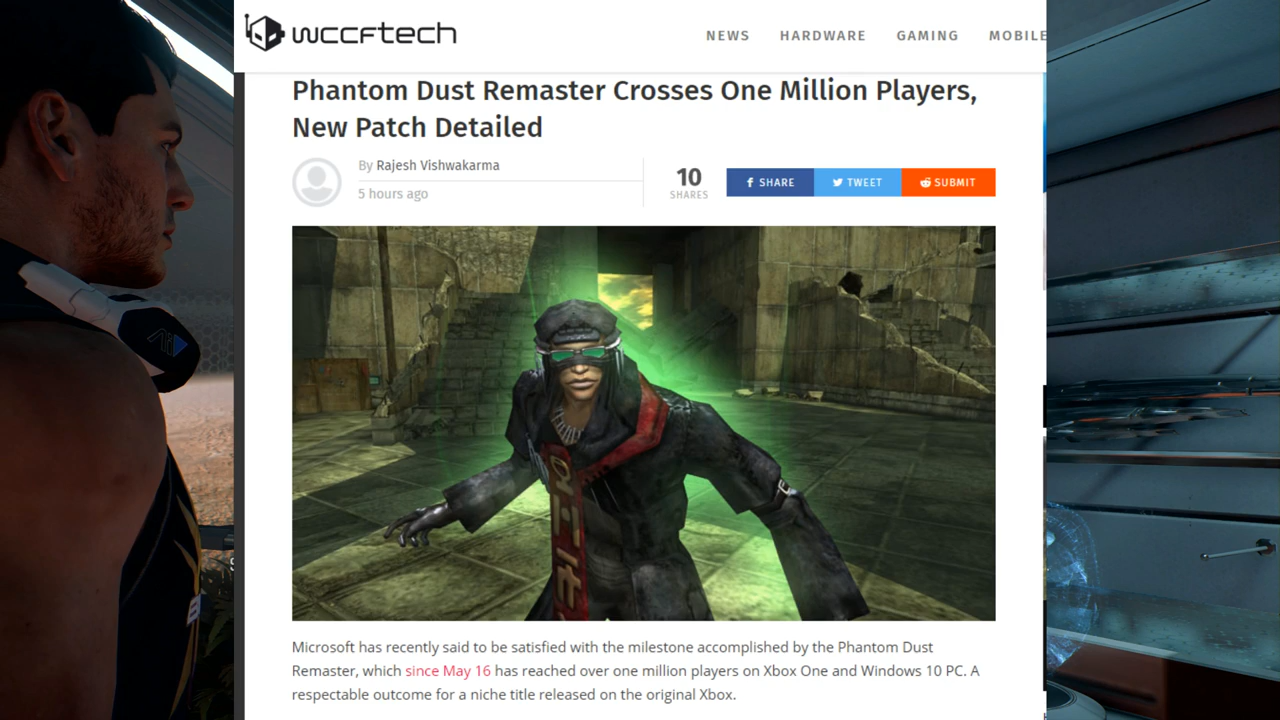 wccftech
NEWS HARDWARE GAMING MOBILE
Phantom Dust Remaster Crosses One Million Players,
New Patch Detailed
By Rajesh Vishwakarma
5 hours ago
10
SHARES
SHARE TWEET SUBMIT
Microsoft has recently said to be satisfied with the milestone accomplished by the Phantom Dust
Remaster, which since May 16 has reached over one million players on Xbox One and Windows 10 PC. A
respectable outcome for a niche title released on the original Xbox.